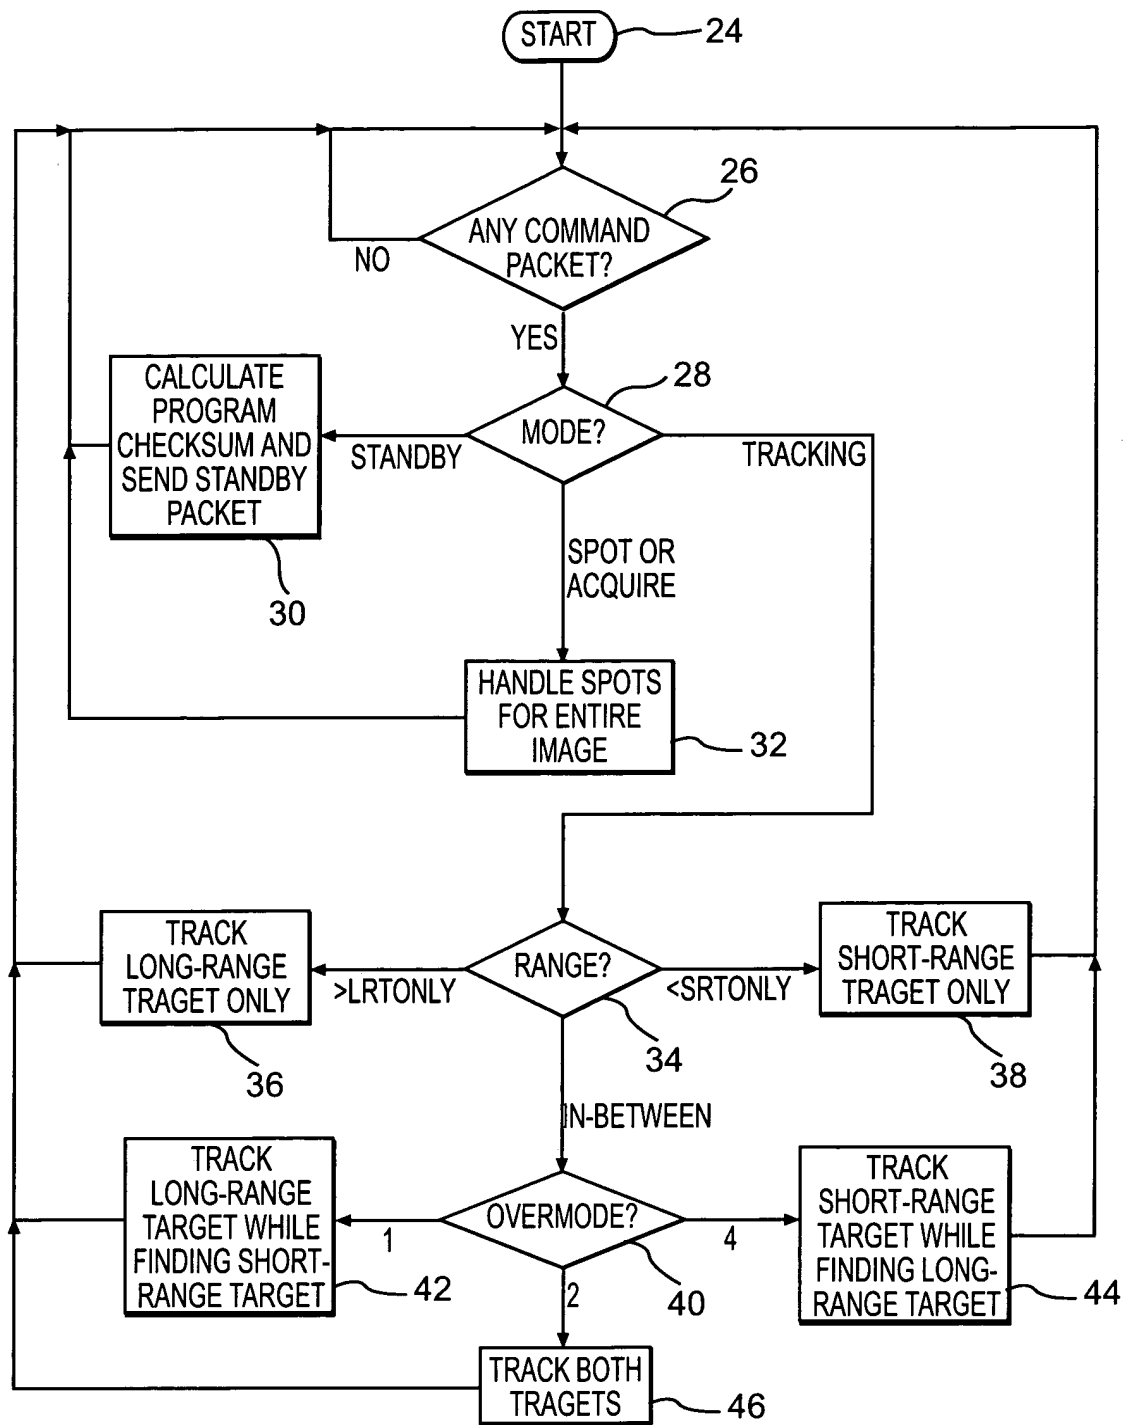 START
24
26
ANY COMMAND
PACKET?
NO
YES
28
MODE?
CALCULATE
PROGRAM
CHECKSUM AND
SEND STANDBY
PACKET
STANDBY
TRACKING
30
SPOT OR
ACQUIRE
HANDLE SPOTS
FOR ENTIRE
IMAGE
32
TRACK
LONG-RANGE
TRAGET ONLY
36
>LRTONLY
RANGE?
34
<SRTONLY
TRACK
SHORT-RANGE
TRAGET ONLY
38
IN-BETWEEN
TRACK
LONG-RANGE
TARGET WHILE
FINDING SHORT-
RANGE TARGET
42
1
OVERMODE?
40
4
2
TRACK
SHORT-RANGE
TARGET WHILE
FINDING LONG-
RANGE TARGET
44
TRACK BOTH
TRAGETS
46